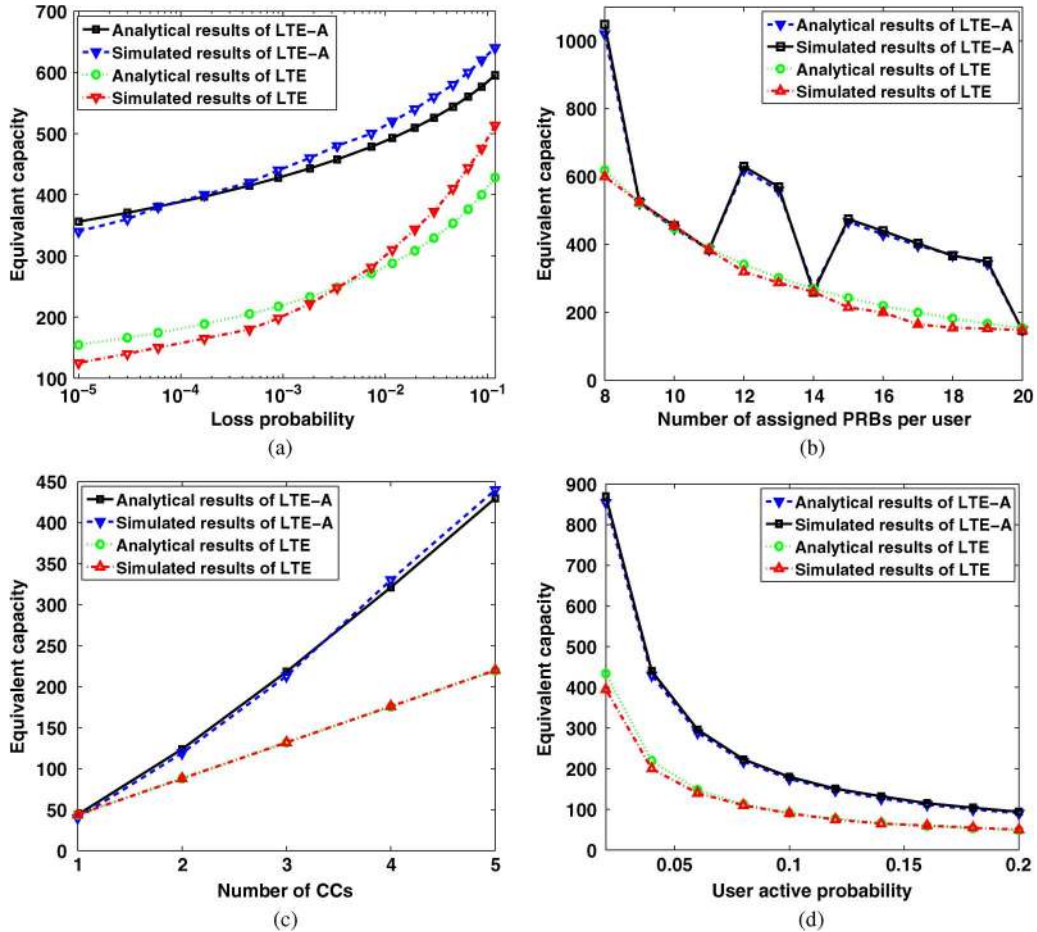 700
600
500
400
300
200
100
Equivalent capacity
Analytical results of LTE-A
Simulated results of LTE-A
Analytical results of LTE
Simulated results of LTE
10⁻⁵ 10⁻⁴ 10⁻³ 10⁻² 10⁻¹
Loss probability
(a)
1000
800
600
400
200
0
Equivalent capacity
Analytical results of LTE-A
Simulated results of LTE-A
Analytical results of LTE
Simulated results of LTE
8 10 12 14 16 18 20
Number of assigned PRBs per user
(b)
450
400
350
300
250
200
150
100
50
0
Equivalent capacity
Analytical results of LTE-A
Simulated results of LTE-A
Analytical results of LTE
Simulated results of LTE
1 2 3 4 5
Number of CCs
(c)
900
800
700
600
500
400
300
200
100
0
Equivalent capacity
Analytical results of LTE-A
Simulated results of LTE-A
Analytical results of LTE
Simulated results of LTE
0.05 0.1 0.15 0.2
User active probability
(d)